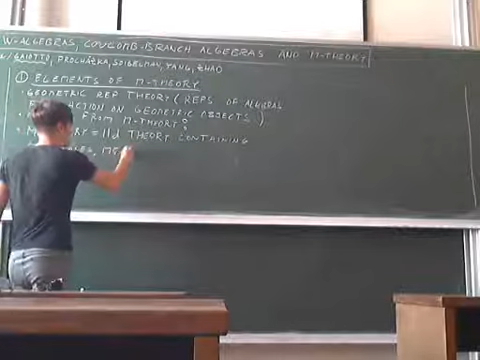 W-ALGEBRAS, COULOMB-BRANCH ALGEBRAS AND M-THEORY
W/ GAIOTTO, PROCHÁZKA, SOIBELMAN, YANG, ZHAO
① ELEMENTS OF M-THEORY
• GEOMETRIC REP THEORY (REPS OF ALGEBRAS
ACTION ON GEOMETRIC OBJECTS)
FROM M-THEORY:
= 11d THEORY CONTAINING
, M5